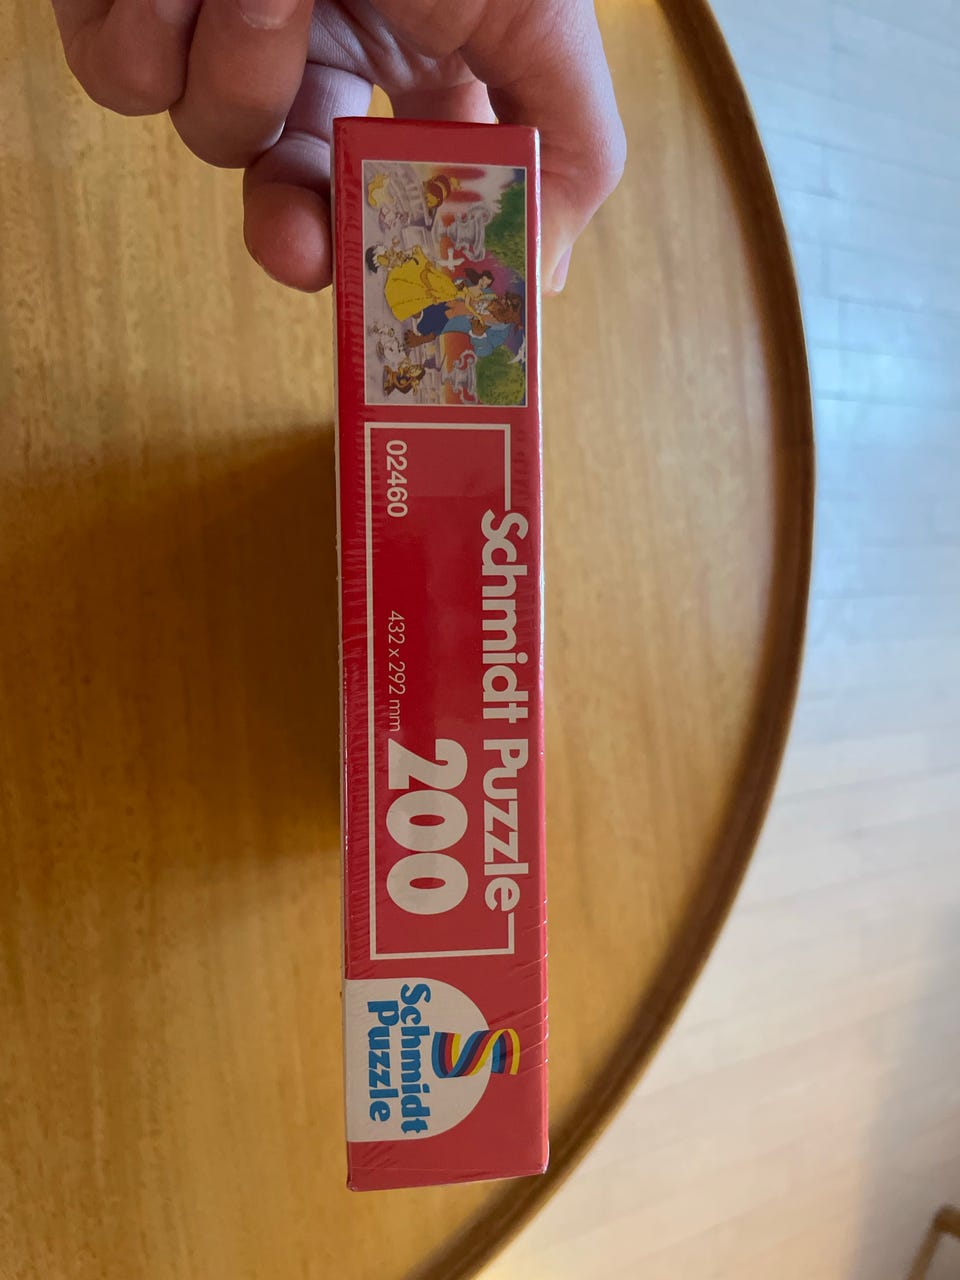 Schmidt Puzzle
200
02460
432 x 292 mm
Schmidt
Puzzle